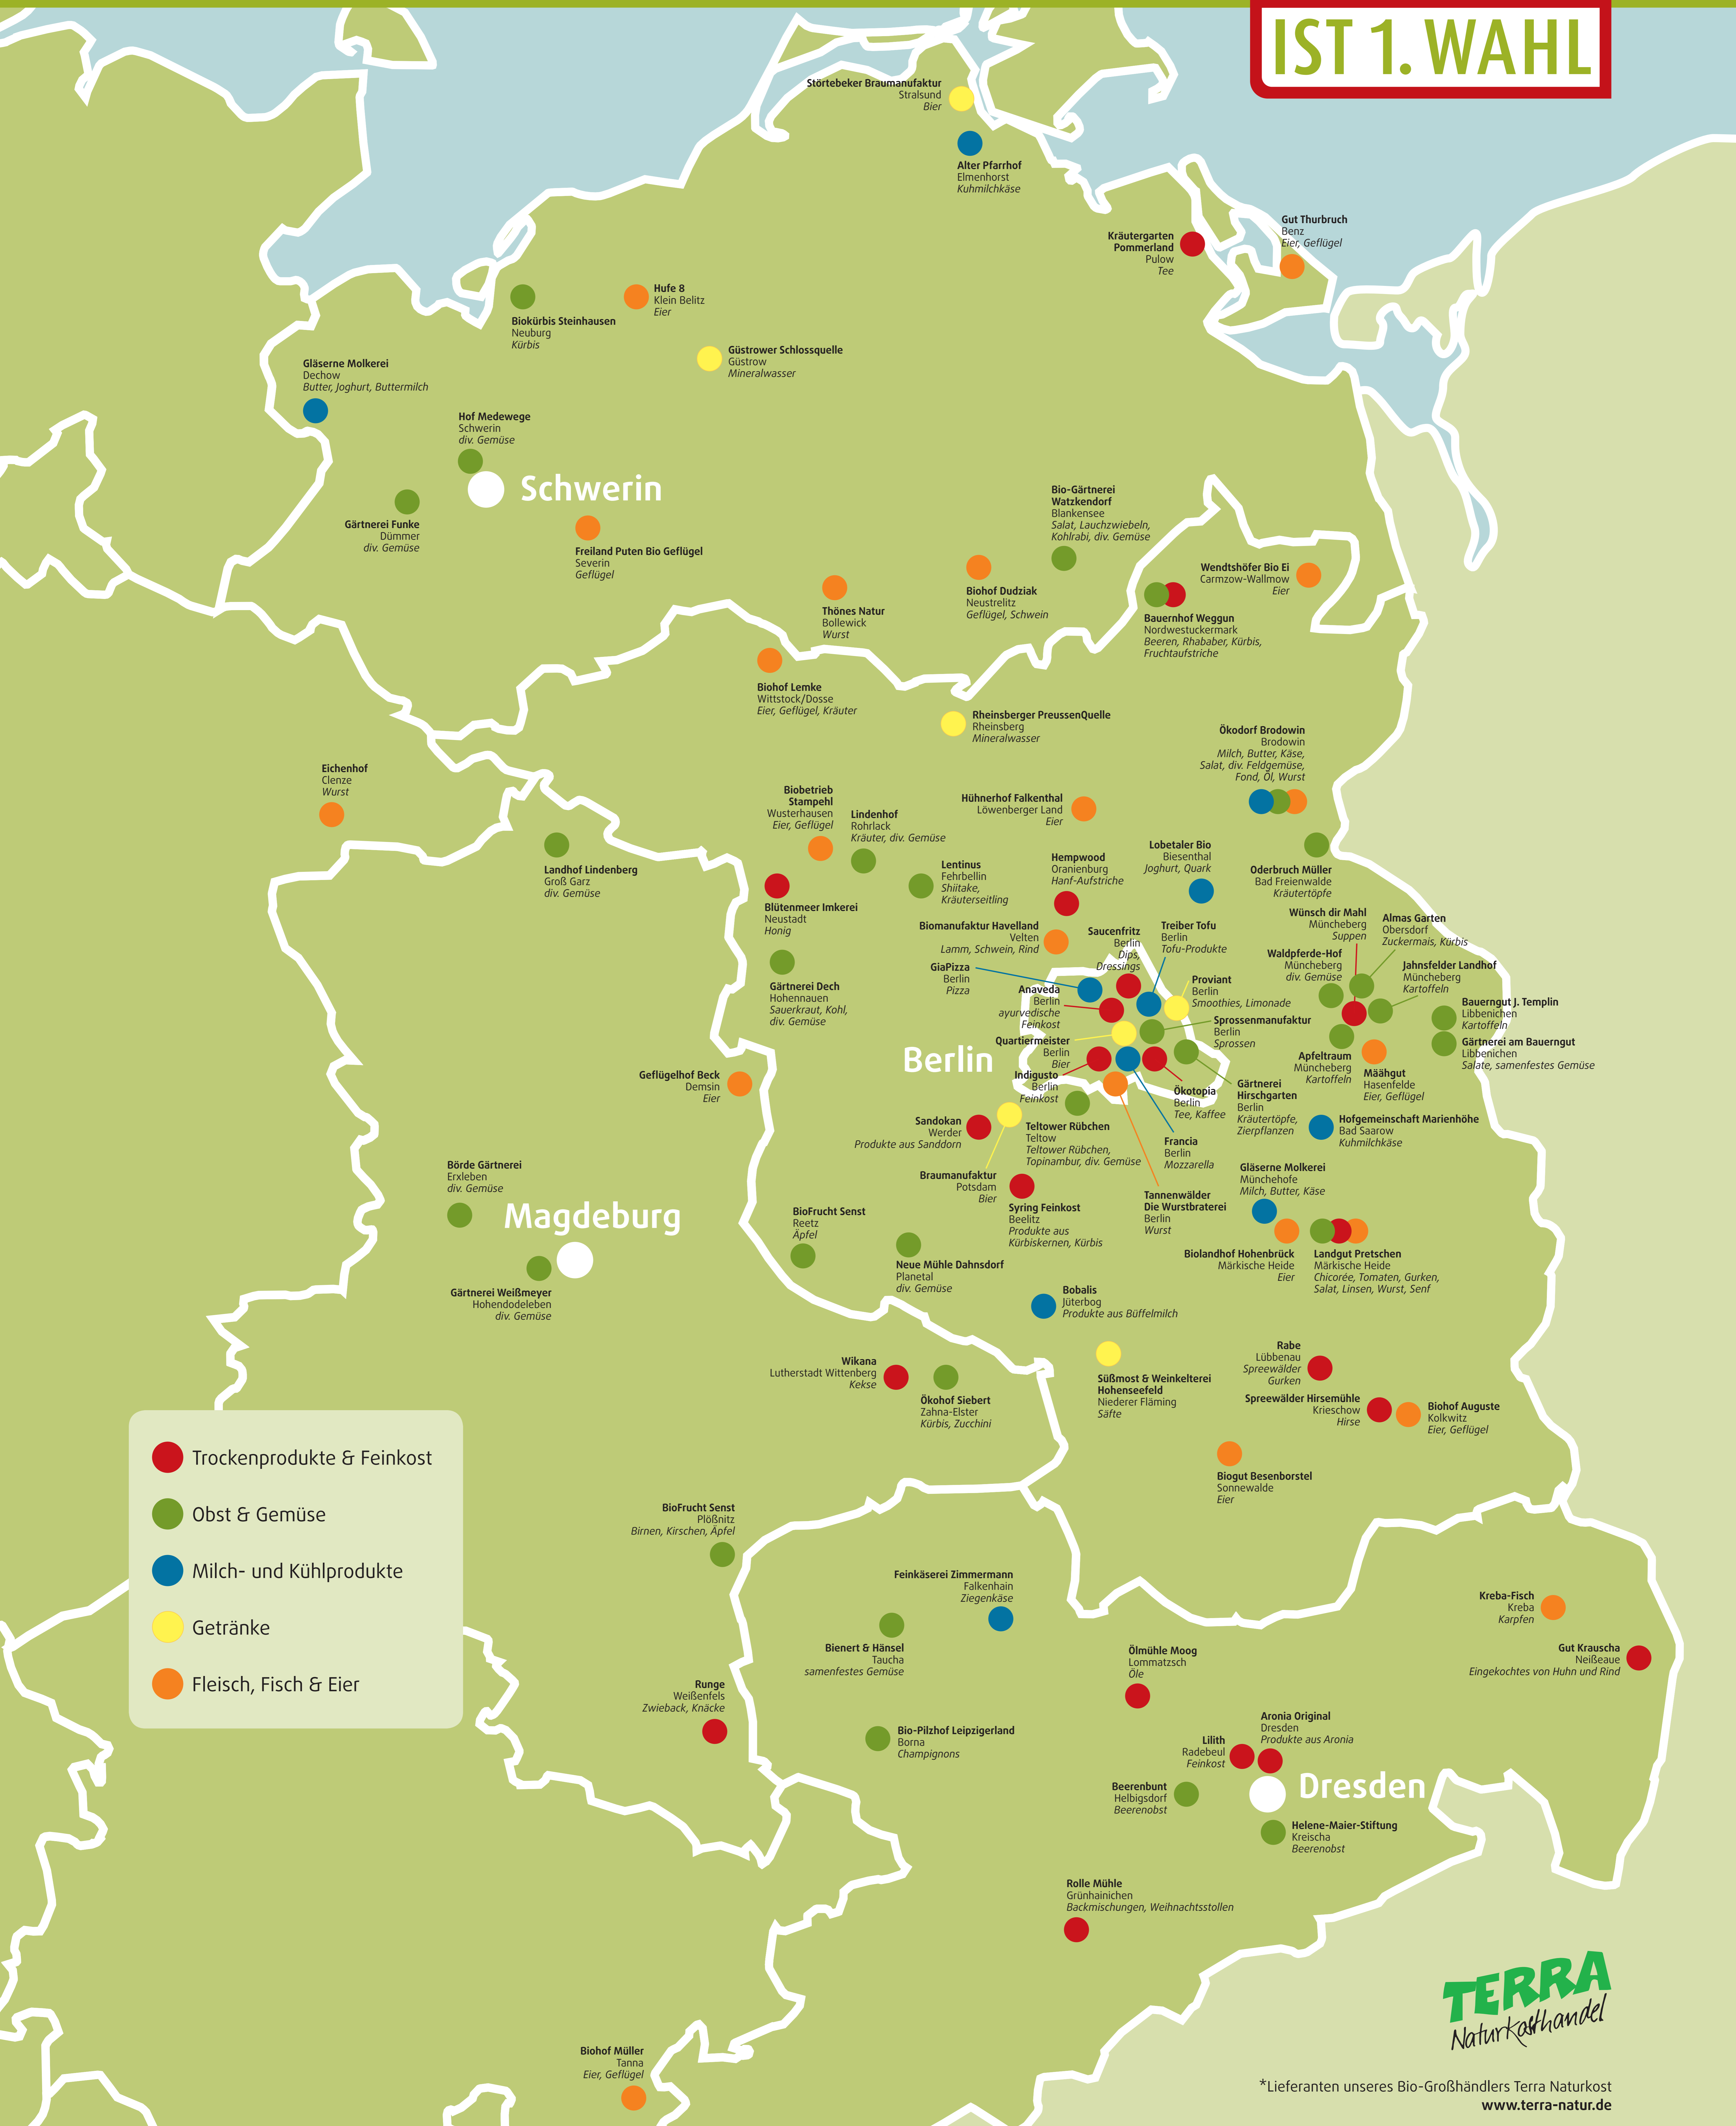 IST 1. WAHL
Störtebeker Braumanufaktur
Stralsund
Bier
Alter Pfarrhof
Elmenhorst
Kuhmilchkäse
Gut Thurbruch
Benz
Eier, Geflügel
Kräutergarten
Pommerland
Pulow
Tee
Hufe 8
Klein Belitz
Eier
Biokürbis Steinhausen
Neuburg
Kürbis
Güstrower Schlossquelle
Güstrow
Mineralwasser
Gläserne Molkerei
Dechow
Butter, Joghurt, Buttermilch
Hof Medewege
Schwerin
div. Gemüse
Schwerin
Gärtnerei Funke
Dümmer
div. Gemüse
Freiland Puten Bio Geflügel
Severin
Geflügel
Bio-Gärtnerei
Watzkendorf
Blankensee
Salat, Lauchzwiebeln,
Kohlrabi, div. Gemüse
Thönes Natur
Bollewick
Wurst
Biohof Dudziak
Neustrelitz
Geflügel, Schwein
Wendtshöfer Bio Ei
Carmzow-Wallmow
Eier
Bauernhof Weggun
Nordwestuckermark
Beeren, Rhababer, Kürbis,
Fruchtaufstriche
Biohof Lemke
Wittstock/Dosse
Eier, Geflügel, Kräuter
Rheinsberger PreussenQuelle
Rheinsberg
Mineralwasser
Ökodorf Brodowin
Brodowin
Milch, Butter, Käse,
Salat, div. Feldgemüse,
Fond, Öl, Wurst
Eichenhof
Clenze
Wurst
Biobetrieb
Stampehl
Wusterhausen
Eier, Geflügel
Lindenhof
Rohrlack
Kräuter, div. Gemüse
Hühnerhof Falkenthal
Löwenberger Land
Eier
Landhof Lindenberg
Groß Garz
div. Gemüse
Lentinus
Fehrbellin
Shiitake,
Kräuterseitling
Hempwood
Oranienburg
Hanf-Aufstriche
Lobetaler Bio
Biesenthal
Joghurt, Quark
Oderbruch Müller
Bad Freienwalde
Kräutertöpfe
Blütenmeer Imkerei
Neustadt
Honig
Biomanufaktur Havelland
Velten
Lamm, Schwein, Rind
Saucenfritz
Berlin
Dips,
Dressings
Treiber Tofu
Berlin
Tofu-Produkte
Wünsch dir Mahl
Müncheberg
Suppen
Almas Garten
Obersdorf
Zuckermais, Kürbis
Waldpferde-Hof
Müncheberg
div. Gemüse
Jahnsfelder Landhof
Müncheberg
Kartoffeln
Gärtnerei Dech
Hohennauen
Sauerkraut, Kohl,
div. Gemüse
GiaPizza
Berlin
Pizza
Anaveda
Berlin
ayurvedische
Feinkost
Proviant
Berlin
Smoothies, Limonade
Bauerngut J. Templin
Libbenichen
Kartoffeln
Sprossenmanufaktur
Berlin
Sprossen
Quartiermeister
Berlin
Bier
Gärtnerei am Bauerngut
Libbenichen
Salate, samenfestes Gemüse
Berlin
Apfeltraum
Müncheberg
Kartoffeln
Määhgut
Hasenfelde
Eier, Geflügel
Geflügelhof Beck
Demsin
Eier
Indigusto
Berlin
Feinkost
Ökotopia
Berlin
Tee, Kaffee
Gärtnerei
Hirschgarten
Berlin
Kräutertöpfe,
Zierpflanzen
Sandokan
Werder
Produkte aus Sanddorn
Teltower Rübchen
Teltow
Teltower Rübchen,
Topinambur, div. Gemüse
Francia
Berlin
Mozzarella
Hofgemeinschaft Marienhöhe
Bad Saarow
Kuhmilchkäse
Börde Gärtnerei
Erxleben
div. Gemüse
Braumanufaktur
Potsdam
Bier
Gläserne Molkerei
Münchehofe
Milch, Butter, Käse
Magdeburg
Tannenwälder
Die Wurstbraterei
Berlin
Wurst
Syring Feinkost
Beelitz
Produkte aus
Kürbiskernen, Kürbis
BioFrucht Senst
Reetz
Äpfel
Neue Mühle Dahnsdorf
Planetal
div. Gemüse
Biolandhof Hohenbrück
Märkische Heide
Eier
Landgut Pretschen
Märkische Heide
Chicorée, Tomaten, Gurken,
Salat, Linsen, Wurst, Senf
Gärtnerei Weißmeyer
Hohendodeleben
div. Gemüse
Bobalis
Jüterbog
Produkte aus Büffelmilch
Wikana
Lutherstadt Wittenberg
Kekse
Ökohof Siebert
Zahna-Elster
Kürbis, Zucchini
Süßmost & Weinkelterei
Hohenseefeld
Niederer Fläming
Säfte
Rabe
Lübbenau
Spreewälder
Gurken
Spreewälder Hirsemühle
Krieschow
Hirse
Biohof Auguste
Kolkwitz
Eier, Geflügel
Biogut Besenborstel
Sonnewalde
Eier
Trockenprodukte & Feinkost
Obst & Gemüse
Milch- und Kühlprodukte
Getränke
Fleisch, Fisch & Eier
BioFrucht Senst
Plößnitz
Birnen, Kirschen, Äpfel
Feinkäserei Zimmermann
Falkenhain
Ziegenkäse
Kreba-Fisch
Kreba
Karpfen
Bienert & Hänsel
Taucha
samenfestes Gemüse
Ölmühle Moog
Lommatzsch
Öle
Gut Krauscha
Neißeaue
Eingekochtes von Huhn und Rind
Runge
Weißenfels
Zwieback, Knäcke
Bio-Pilzhof Leipzigerland
Borna
Champignons
Aronia Original
Dresden
Produkte aus Aronia
Lilith
Radebeul
Feinkost
Dresden
Beerenbunt
Helbigsdorf
Beerenobst
Helene-Maier-Stiftung
Kreischa
Beerenobst
Rolle Mühle
Grünhainichen
Backmischungen, Weihnachtsstollen
Biohof Müller
Tanna
Eier, Geflügel
TERRA
Naturkosthandel
*Lieferanten unseres Bio-Großhändlers Terra Naturkost
www.terra-natur.de